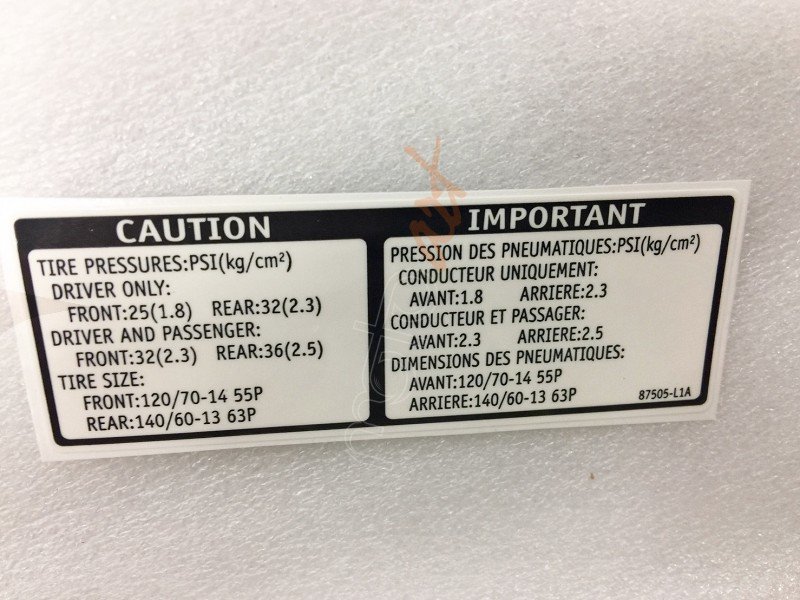 CAUTION
TIRE PRESSURES:PSI(kg/cm²)
DRIVER ONLY:
FRONT:25(1.8) REAR:32(2.3)
DRIVER AND PASSENGER:
FRONT:32(2.3) REAR:36(2.5)
TIRE SIZE:
FRONT:120/70-14 55P
REAR:140/60-13 63P
IMPORTANT
PRESSION DES PNEUMATIQUES:PSI(kg/cm²)
CONDUCTEUR UNIQUEMENT:
AVANT:1.8 ARRIERE:2.3
CONDUCTEUR ET PASSAGER:
AVANT:2.3 ARRIERE:2.5
DIMENSIONS DES PNEUMATIQUES:
AVANT:120/70-14 55P
ARRIERE:140/60-13 63P
87505-L1A